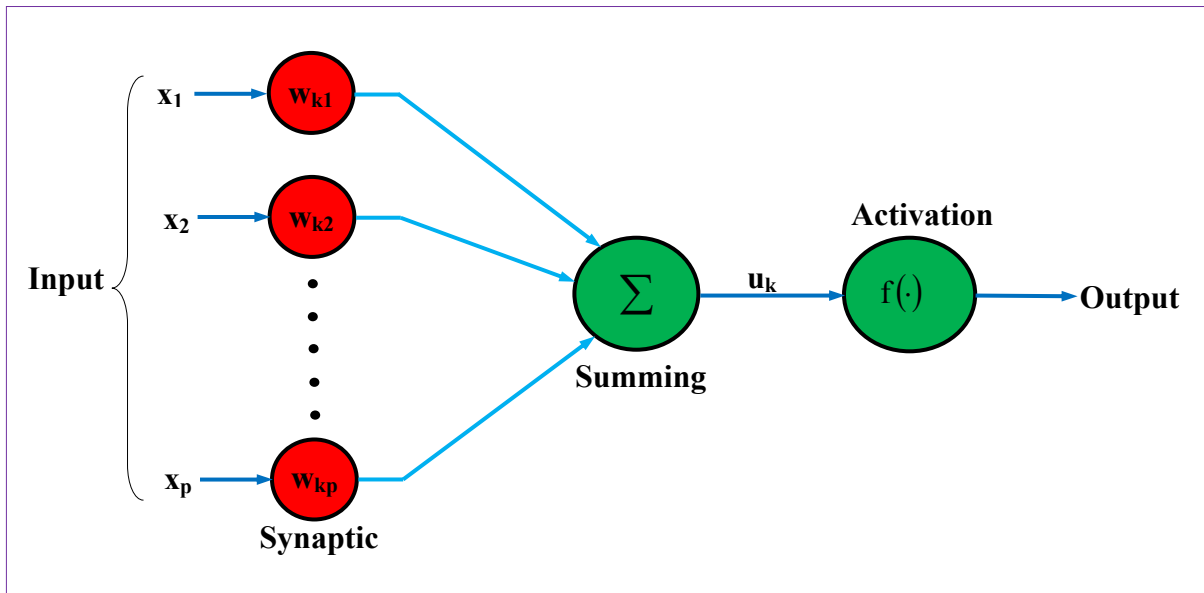 x₁
wₖ₁
x₂
wₖ₂
Activation
Input
∑
uₖ
f(·)
Output
Summing
xₚ
wₖₚ
Synaptic